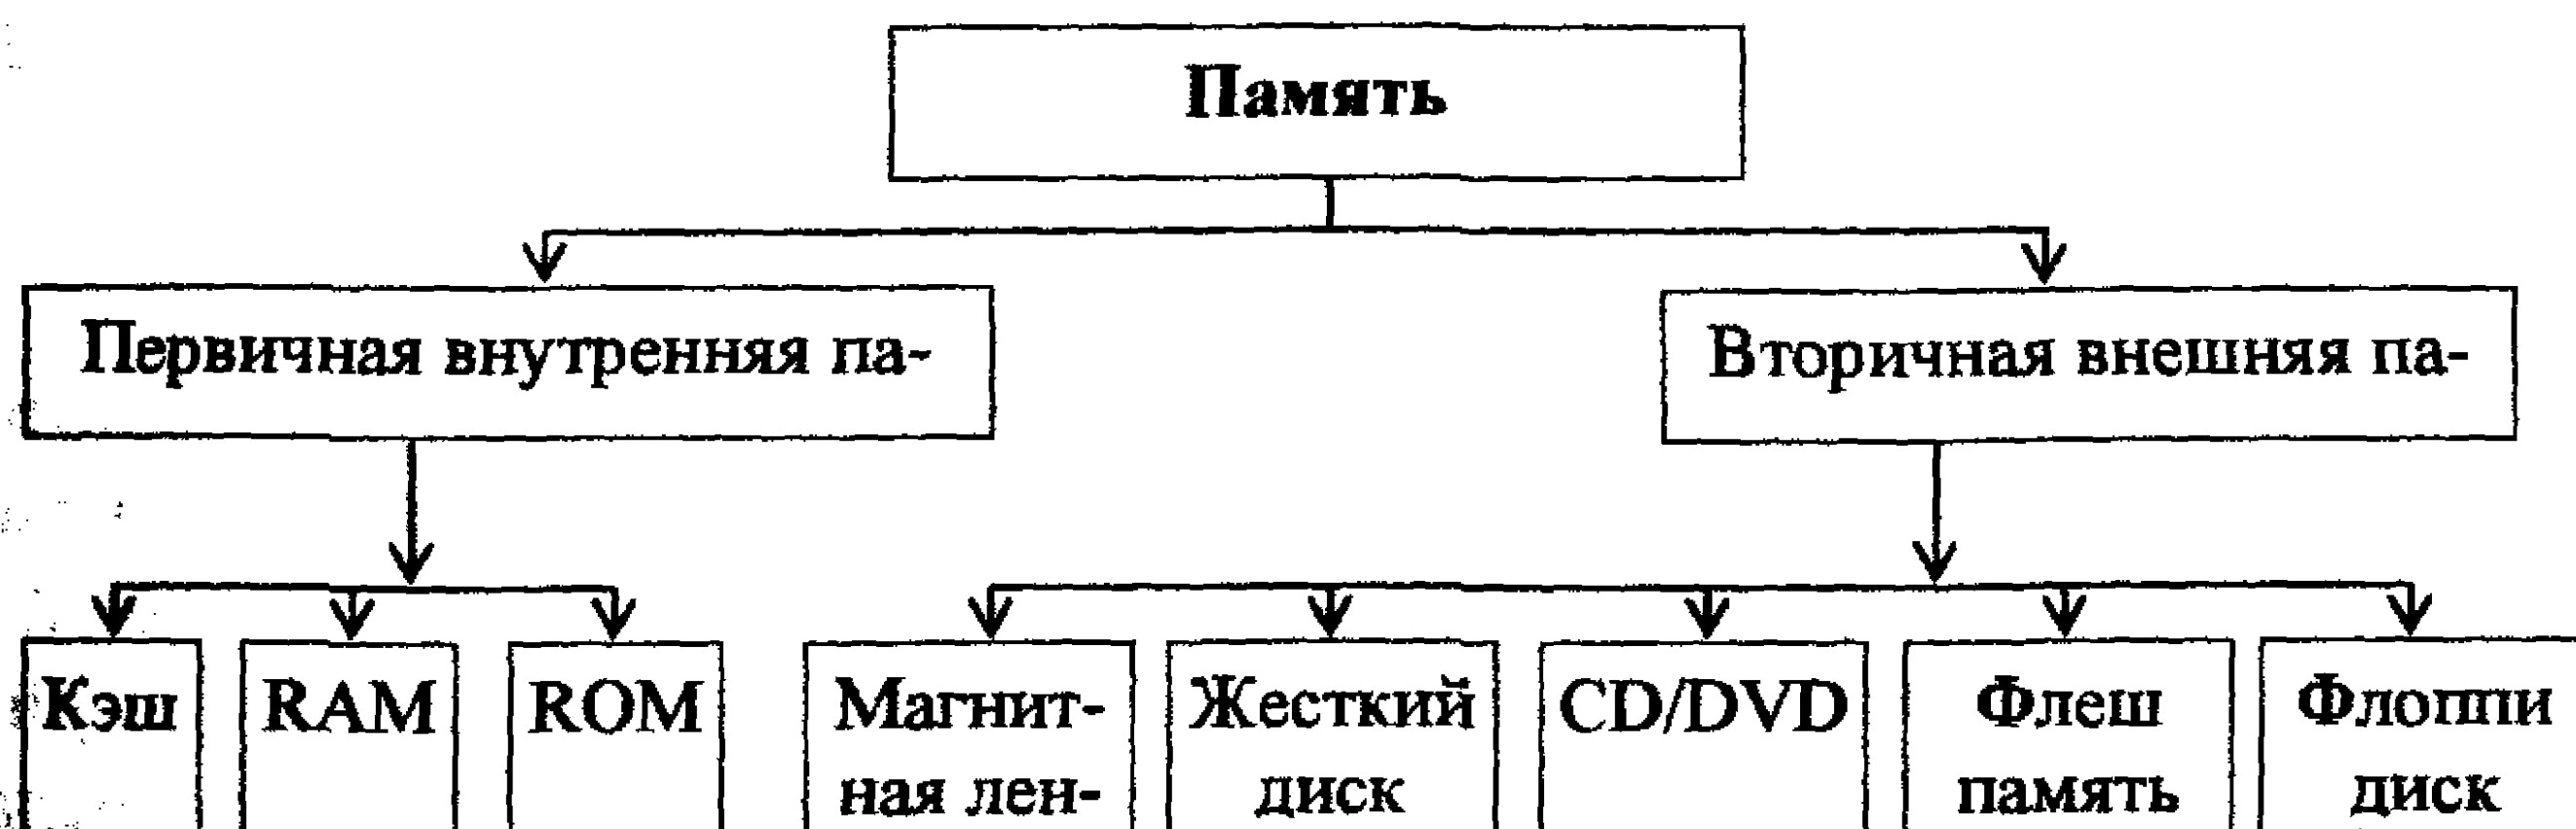 Память
Первичная внутренняя па-
Вторичная внешняя па-
Кэш
RAM
ROM
Магнит-
ная лен-
Жесткий
диск
CD/DVD
Флеш
память
Флоппи
диск